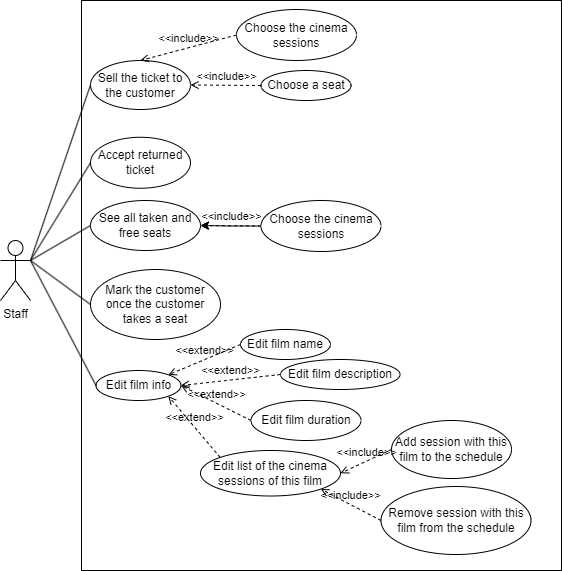 Choose the cinema
sessions
<<include>>
Sell the ticket to
the customer
<<include>>
Choose a seat
Accept returned
ticket
See all taken and
free seats
<<include>>
Choose the cinema
sessions
Staff
Mark the customer
once the customer
takes a seat
Edit film info
<<extend>>
Edit film name
<<extend>>
Edit film description
<<extend>>
Edit film duration
<<extend>>
Edit list of the cinema
sessions of this film
<<include>>
Add session with this
film to the schedule
<<include>>
Remove session with this
film from the schedule